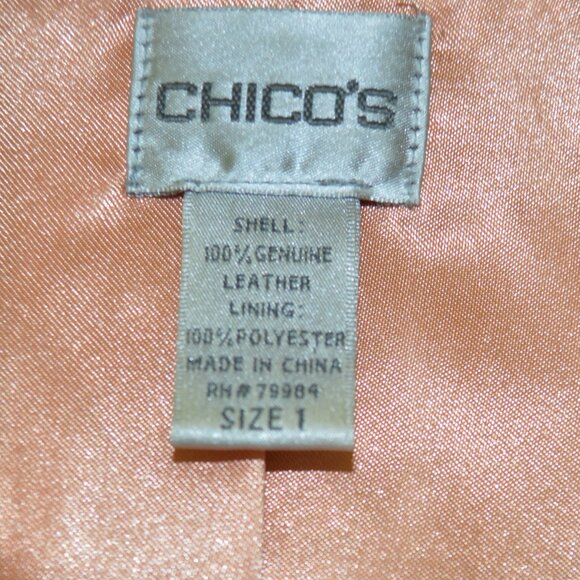 CHICO'S
SHELL:
100% GENUINE
LEATHER
LINING:
100% POLYESTER
MADE IN CHINA
RN# 79984
SIZE 1